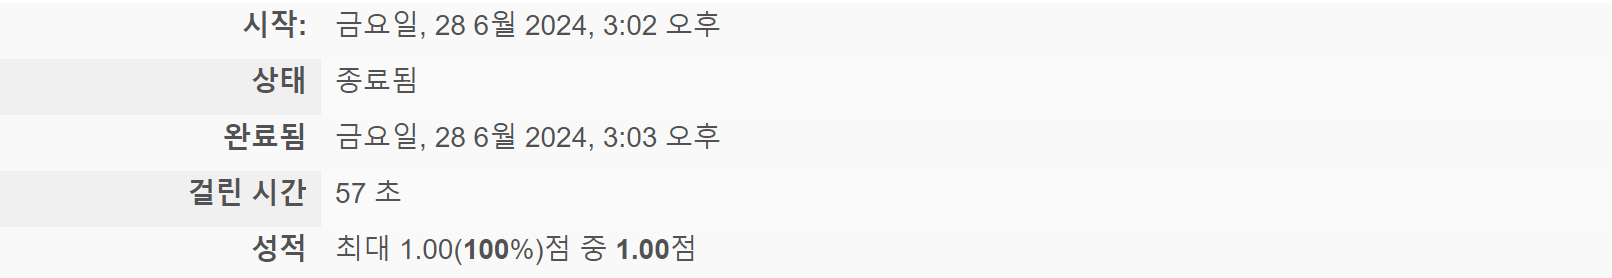 시작: 금요일, 28 6월 2024, 3:02 오후
상태 종료됨
완료됨 금요일, 28 6월 2024, 3:03 오후
걸린 시간 57 초
성적 최대 1.00(100%)점 중 1.00점